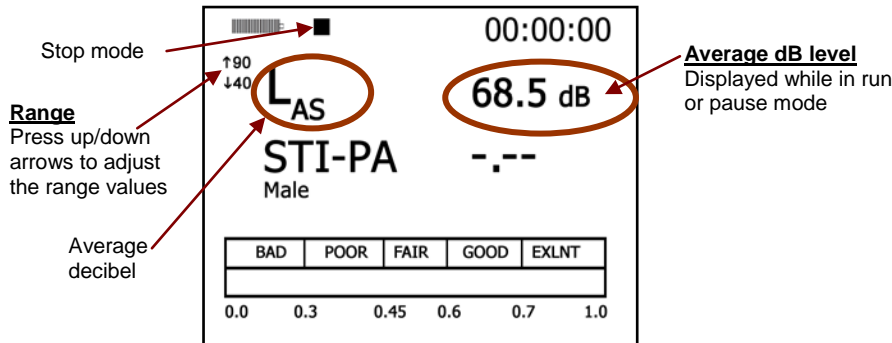 Stop mode
00:00:00
↑90
↓40
LAS
68.5 dB
Average dB level
Displayed while in run
or pause mode
Range
Press up/down
arrows to adjust
the range values
STI-PA
-.--
Male
Average
decibel
BAD POOR FAIR GOOD EXLNT
0.0 0.3 0.45 0.6 0.7 1.0